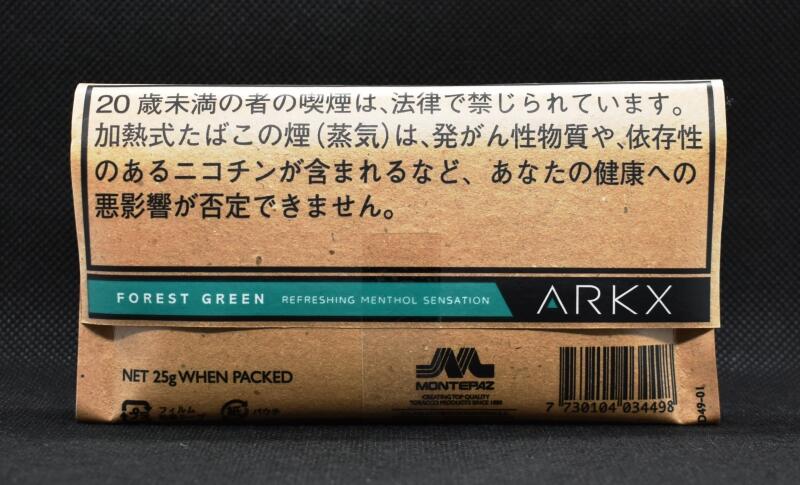 20 歳未満の者の喫煙は、法律で禁じられています。
加熱式たばこの煙（蒸気）は、発がん性物質や、依存性
のあるニコチンが含まれるなど、あなたの健康への
悪影響が否定できません。
FOREST GREEN REFRESHING MENTHOL SENSATION ARKX
NET 25g WHEN PACKED
MONTEPAZ
CREATING TOP QUALITY
TOBACCO PRODUCTS SINCE 1880
フィルム
パウチ
7 730104 034498
D49-01